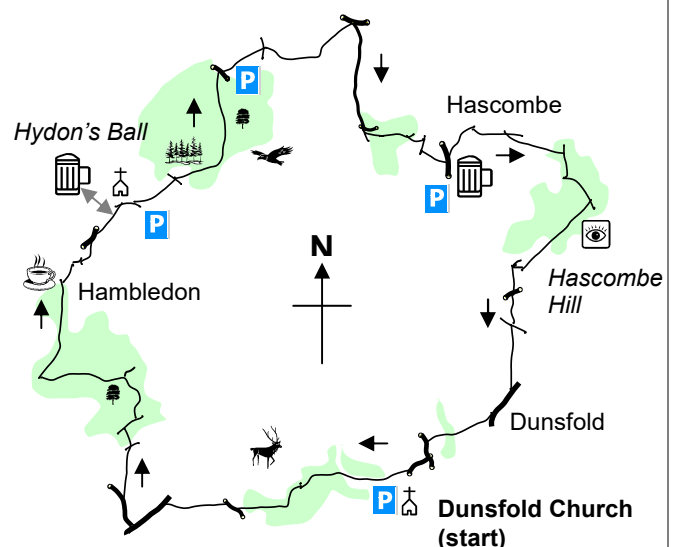 Hascombe
Hydon's Ball
P
P
P
N
Hascombe
Hill
Hambledon
Dunsfold
P
Dunsfold Church
(start)